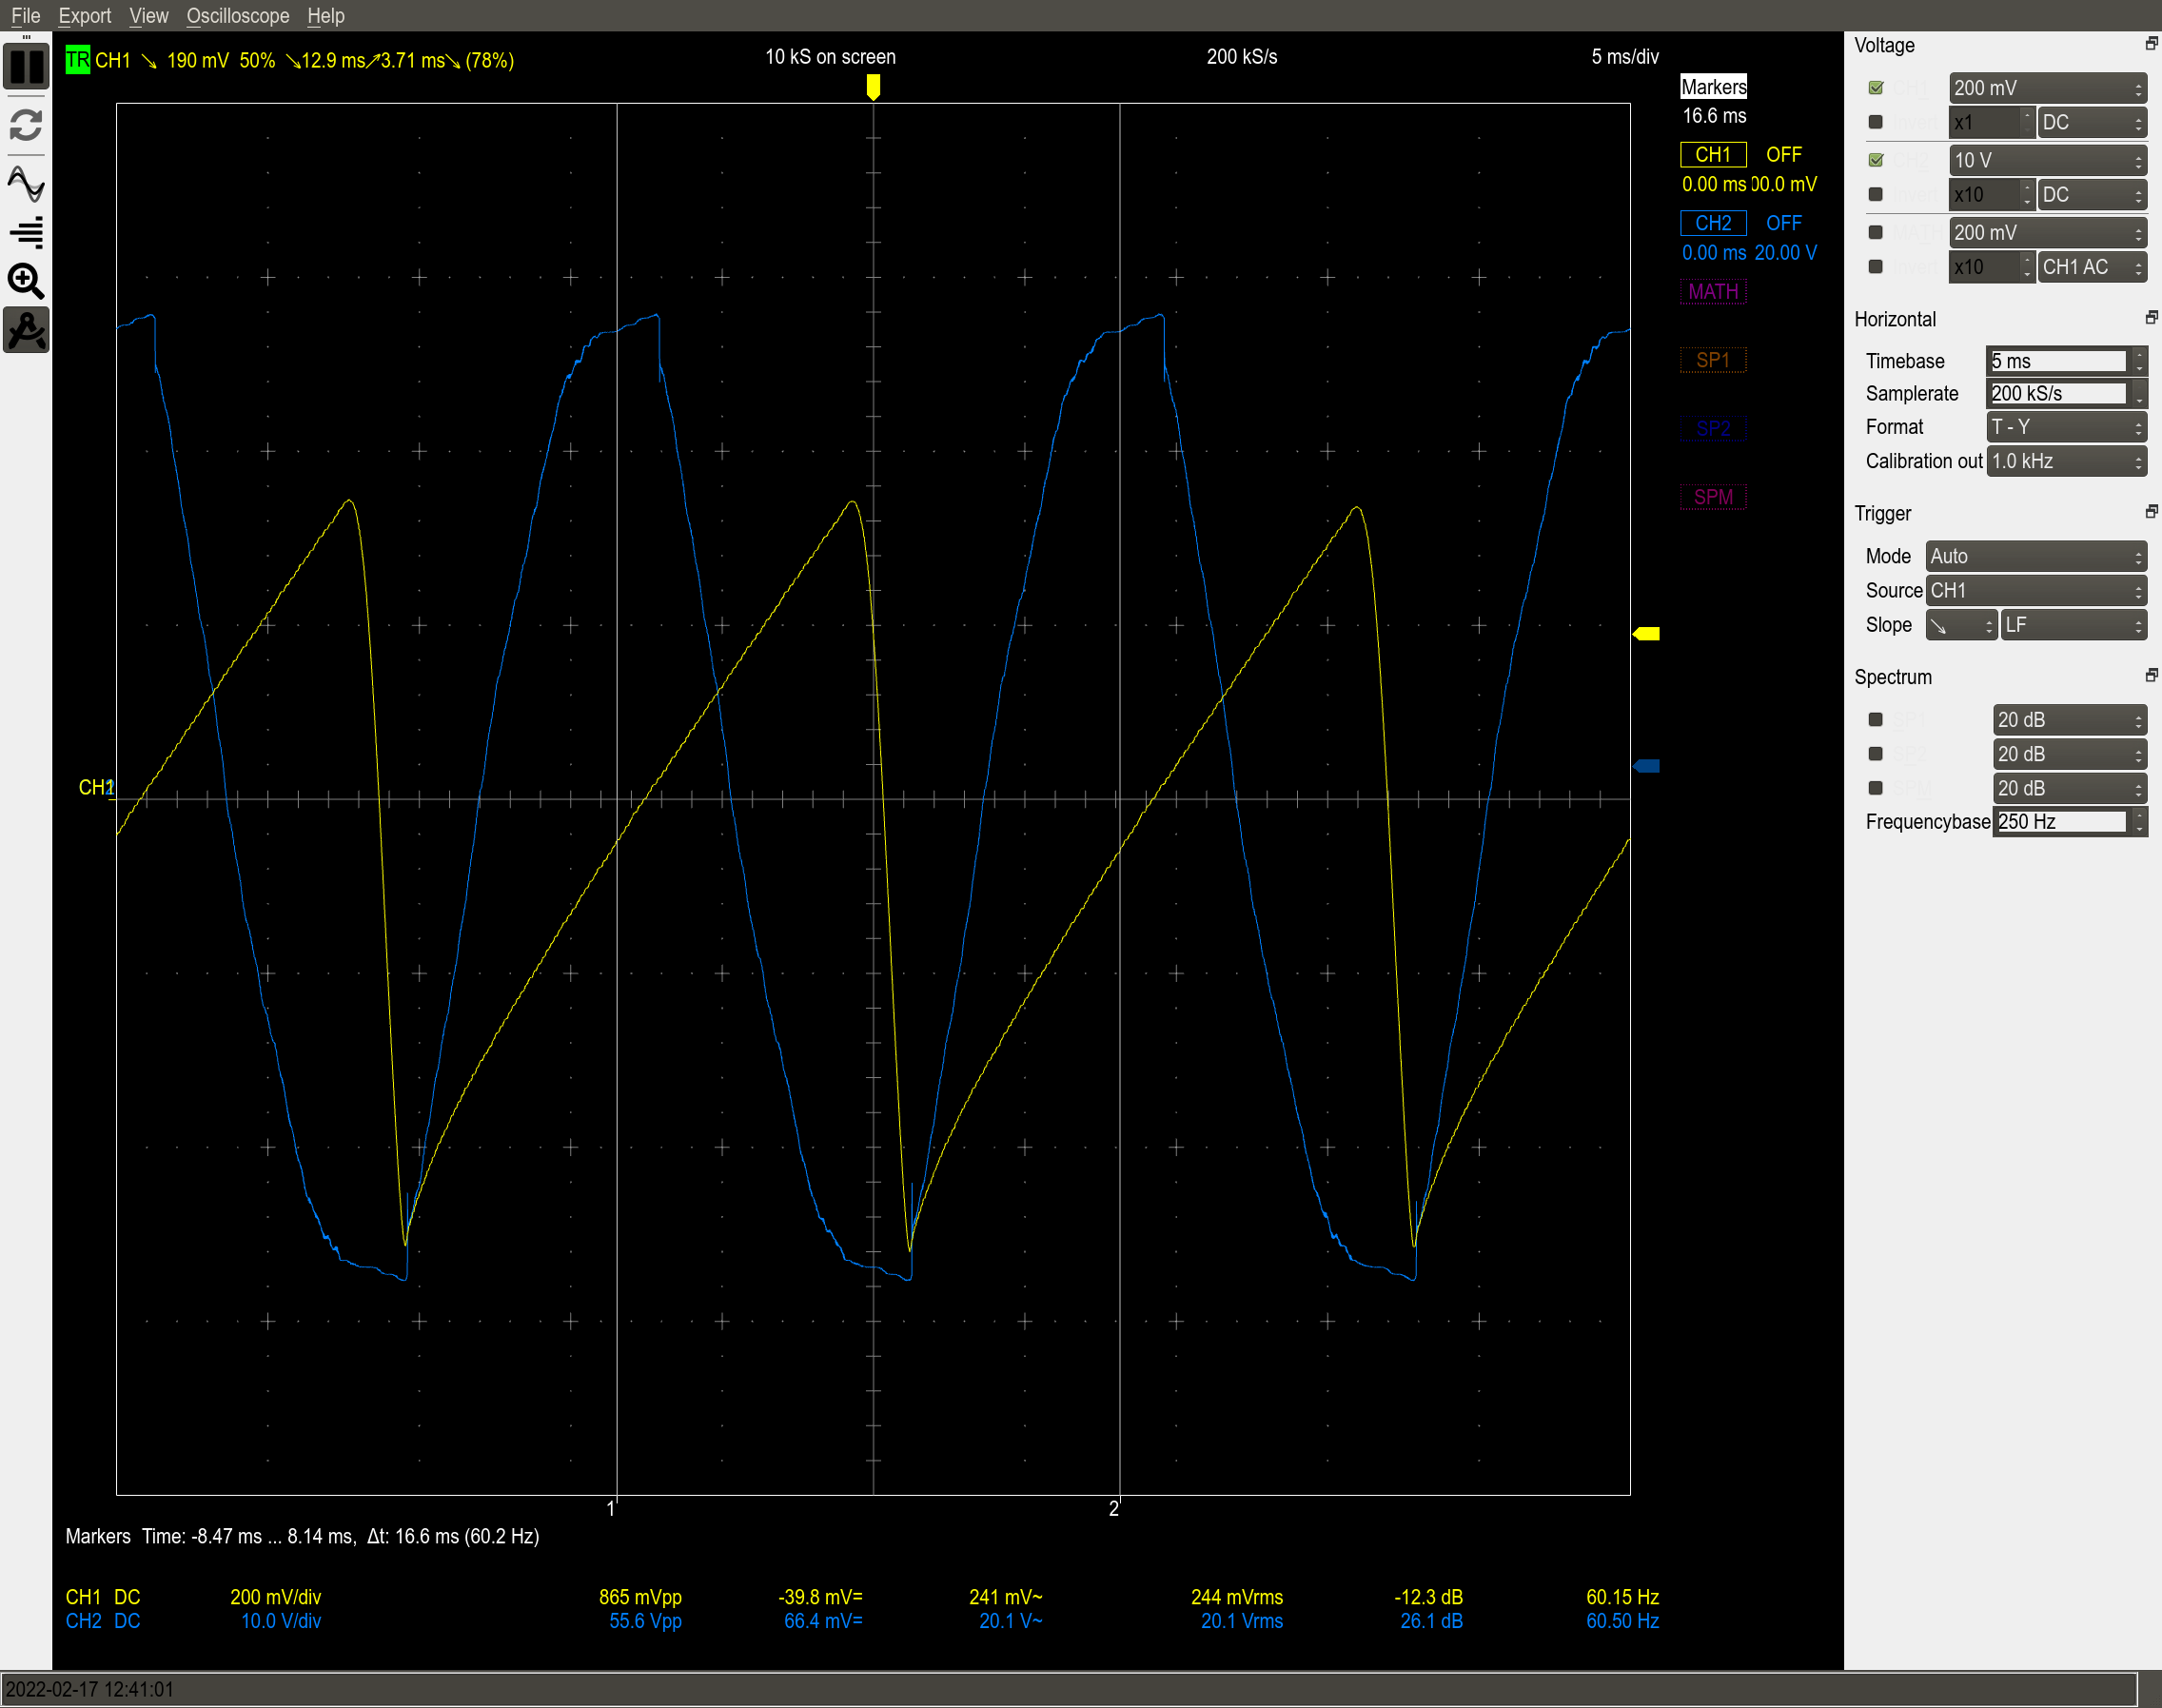 File Export View Oscilloscope Help
TR CH1 ↘ 190 mV 50% ↘12.9 ms↗3.71 ms↘ (78%) 10 kS on screen 200 kS/s 5 ms/div
Markers
16.6 ms
CH1 OFF
0.00 ms 00.0 mV
CH2 OFF
0.00 ms 20.00 V
MATH
SP1
SP2
SPM
CH1
1 2
Markers Time: -8.47 ms ... 8.14 ms, Δt: 16.6 ms (60.2 Hz)
CH1 DC 200 mV/div 865 mVpp -39.8 mV= 241 mV~ 244 mVrms -12.3 dB 60.15 Hz
CH2 DC 10.0 V/div 55.6 Vpp 66.4 mV= 20.1 V~ 20.1 Vrms 26.1 dB 60.50 Hz
Voltage
CH1 200 mV
Invert x1 DC
CH2 10 V
Invert x10 DC
MATH 200 mV
Invert x10 CH1 AC
Horizontal
Timebase 5 ms
Samplerate 200 kS/s
Format T - Y
Calibration out 1.0 kHz
Trigger
Mode Auto
Source CH1
Slope ↘ LF
Spectrum
SP1 20 dB
SP2 20 dB
SPM 20 dB
Frequencybase 250 Hz
2022-02-17 12:41:01